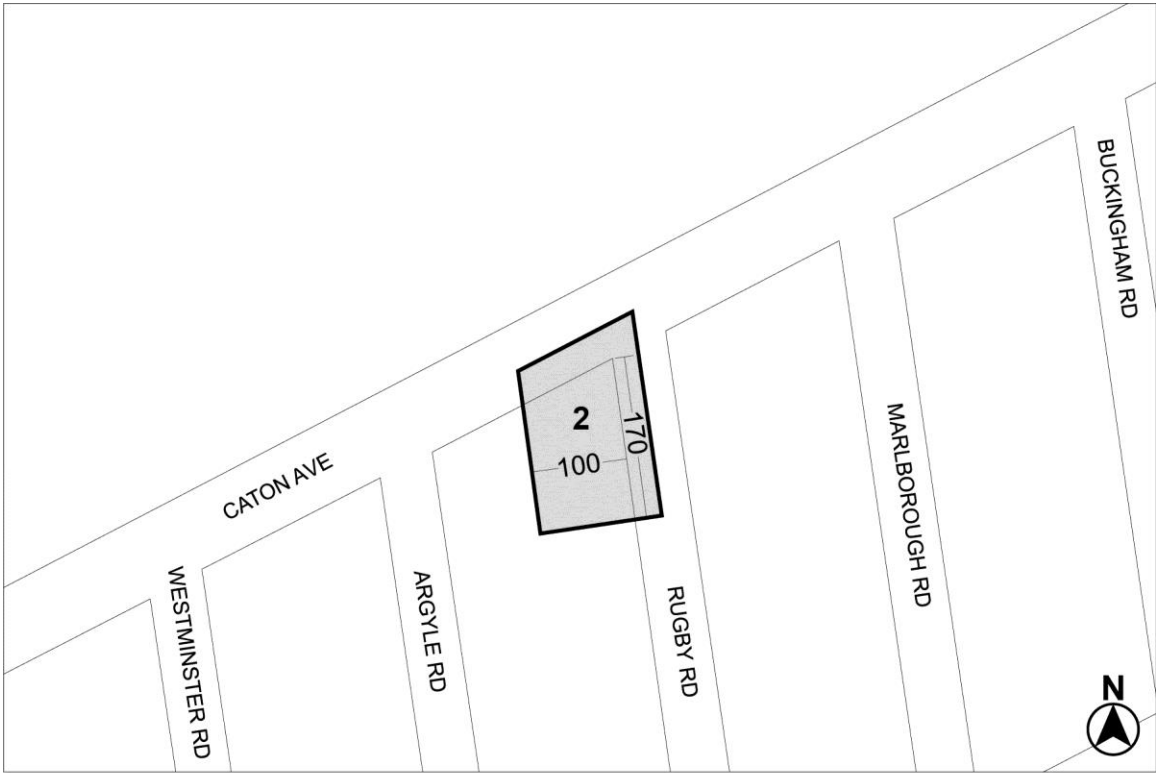 BUCKINGHAM RD
2
170
100
MARLBOROUGH RD
CATON AVE
WESTMINSTER RD
ARGYLE RD
RUGBY RD
N